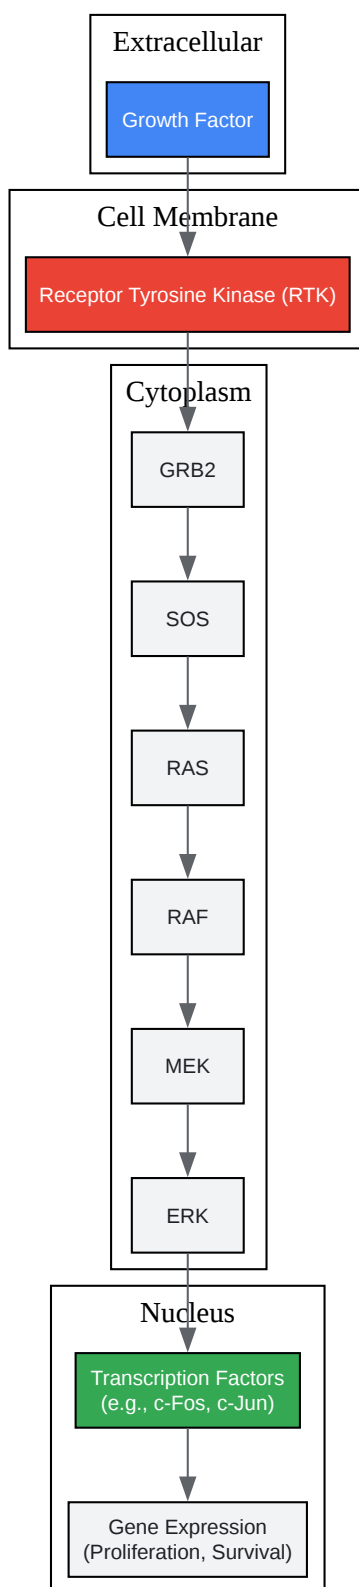 Extracellular
Growth Factor
Cell Membrane
Receptor Tyrosine Kinase (RTK)
Cytoplasm
GRB2
SOS
RAS
RAF
MEK
ERK
Nucleus
Transcription Factors
(e.g., c-Fos, c-Jun)
Gene Expression
(Proliferation, Survival)